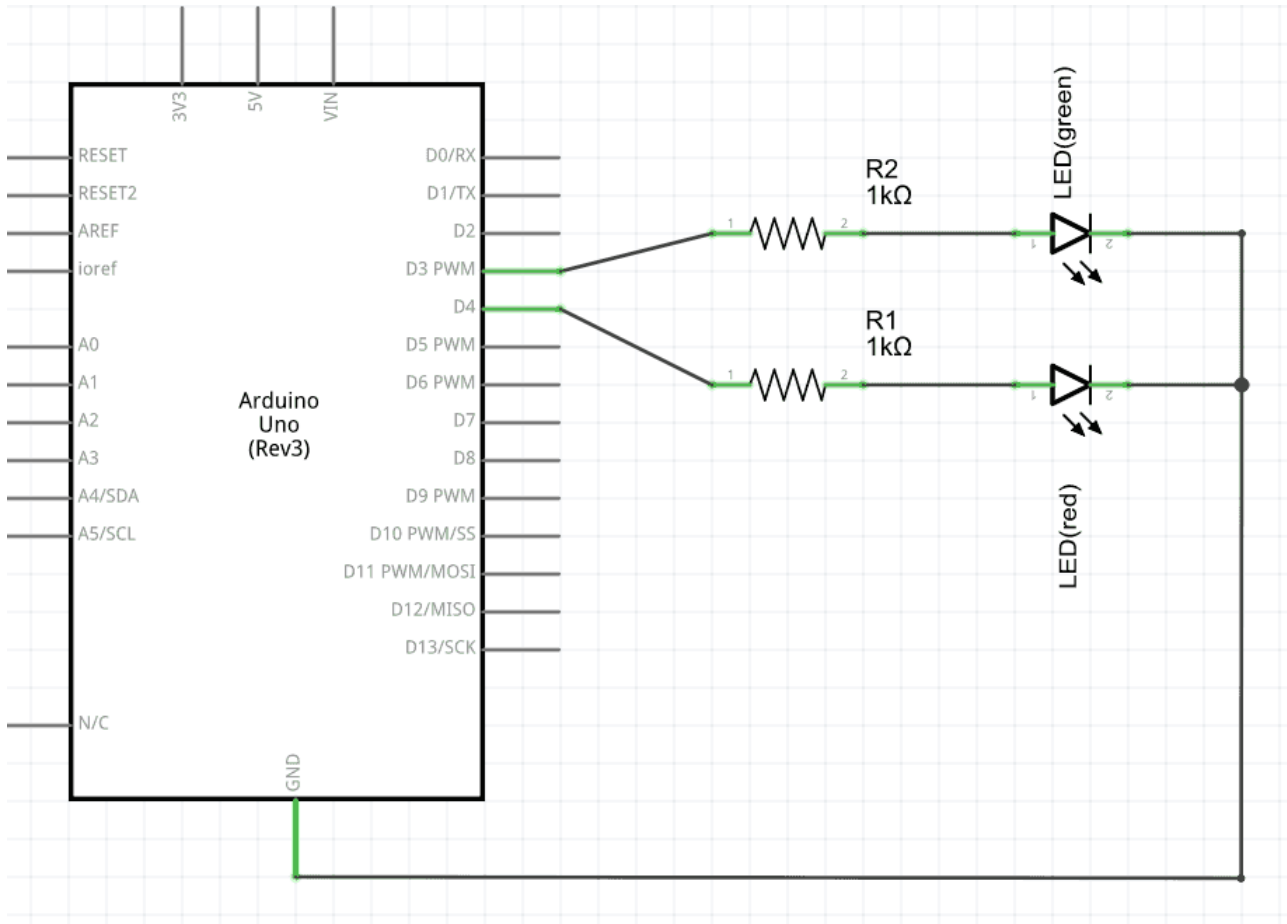 3V3
5V
VIN
RESET
RESET2
AREF
ioref
A0
A1
A2
A3
A4/SDA
A5/SCL
N/C
Arduino
Uno
(Rev3)
D0/RX
D1/TX
D2
D3 PWM
D4
D5 PWM
D6 PWM
D7
D8
D9 PWM
D10 PWM/SS
D11 PWM/MOSI
D12/MISO
D13/SCK
GND
R2
1kΩ
1
2
LED(green)
1
2
R1
1kΩ
1
2
1
2
LED(red)